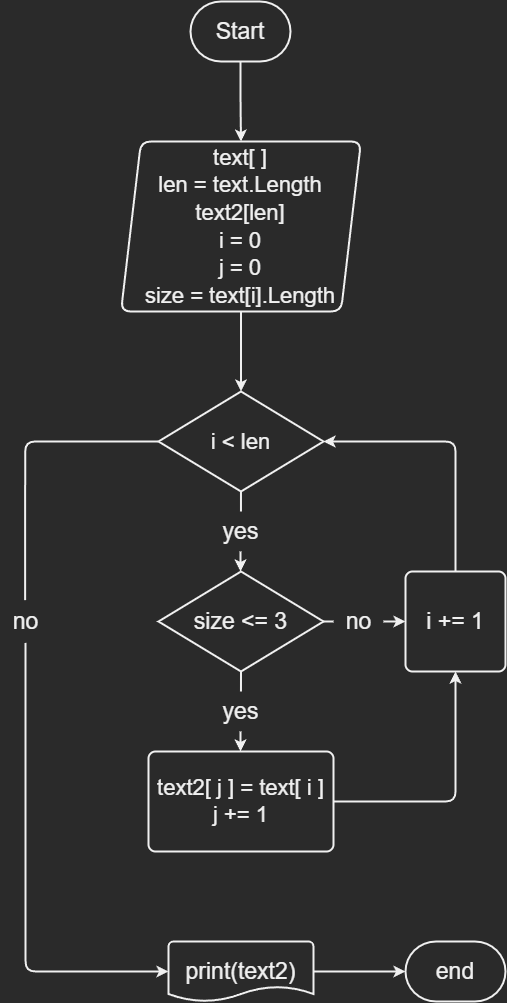 Start
text[ ]
len = text.Length
text2[len]
i = 0
j = 0
size = text[i].Length
i < len
yes
no
size <= 3
no
i += 1
yes
text2[ j ] = text[ i ]
j += 1
print(text2)
end